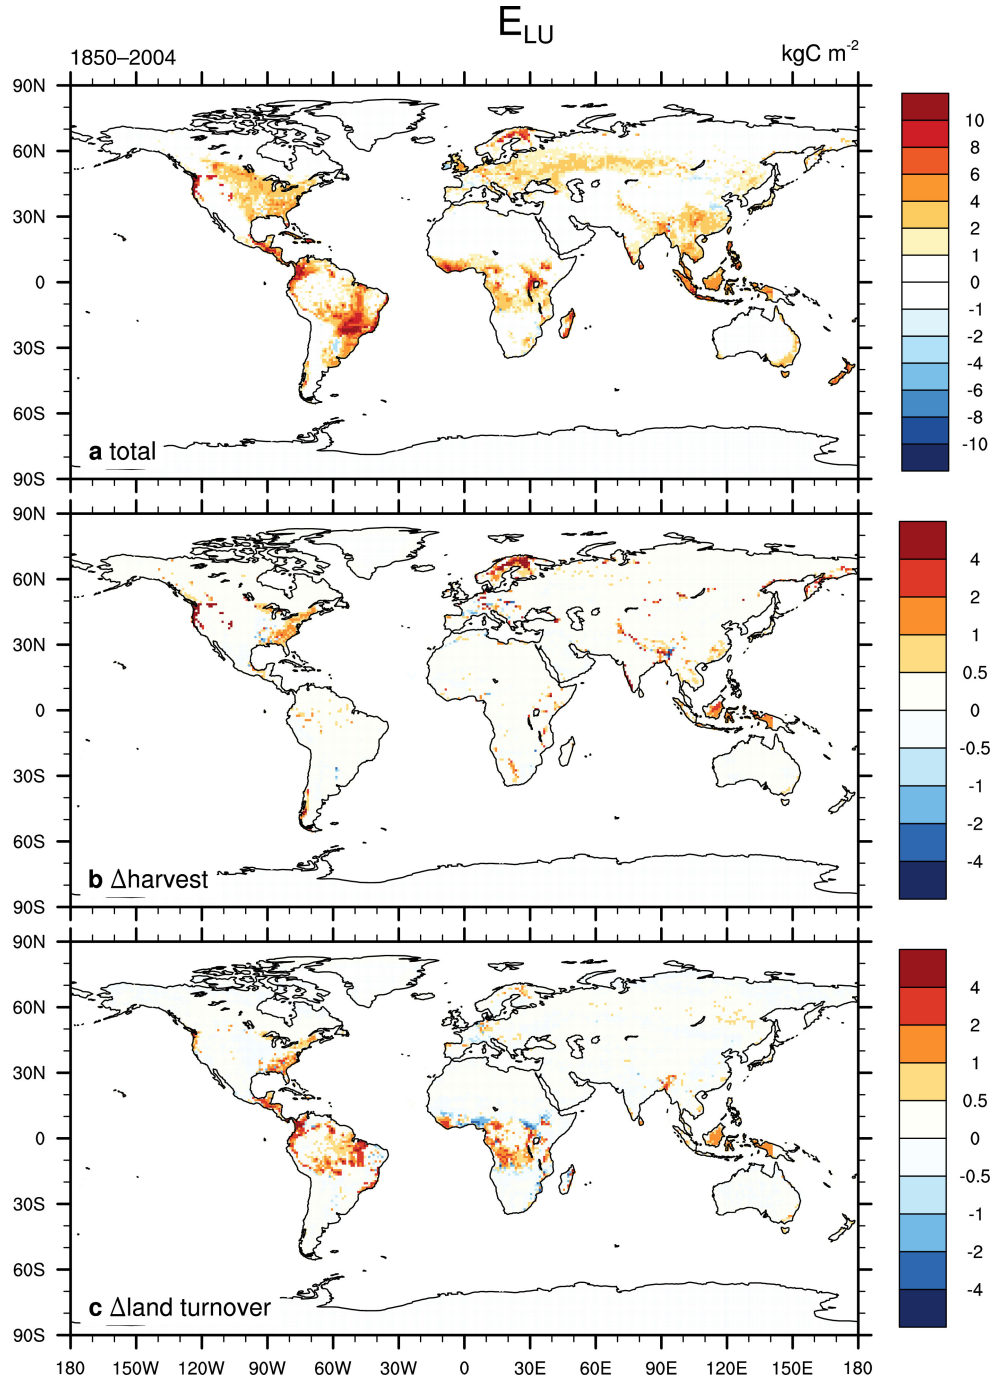 E_LU
1850–2004
kgC m⁻²
90N
60N
30N
0
30S
60S
90S
a total
10
8
6
4
2
1
0
-1
-2
-4
-6
-8
-10
90N
60N
30N
0
30S
60S
90S
b Δharvest
4
2
1
0.5
0
-0.5
-1
-2
-4
90N
60N
30N
0
30S
60S
90S
c Δland turnover
4
2
1
0.5
0
-0.5
-1
-2
-4
180 150W 120W 90W 60W 30W 0 30E 60E 90E 120E 150E 180